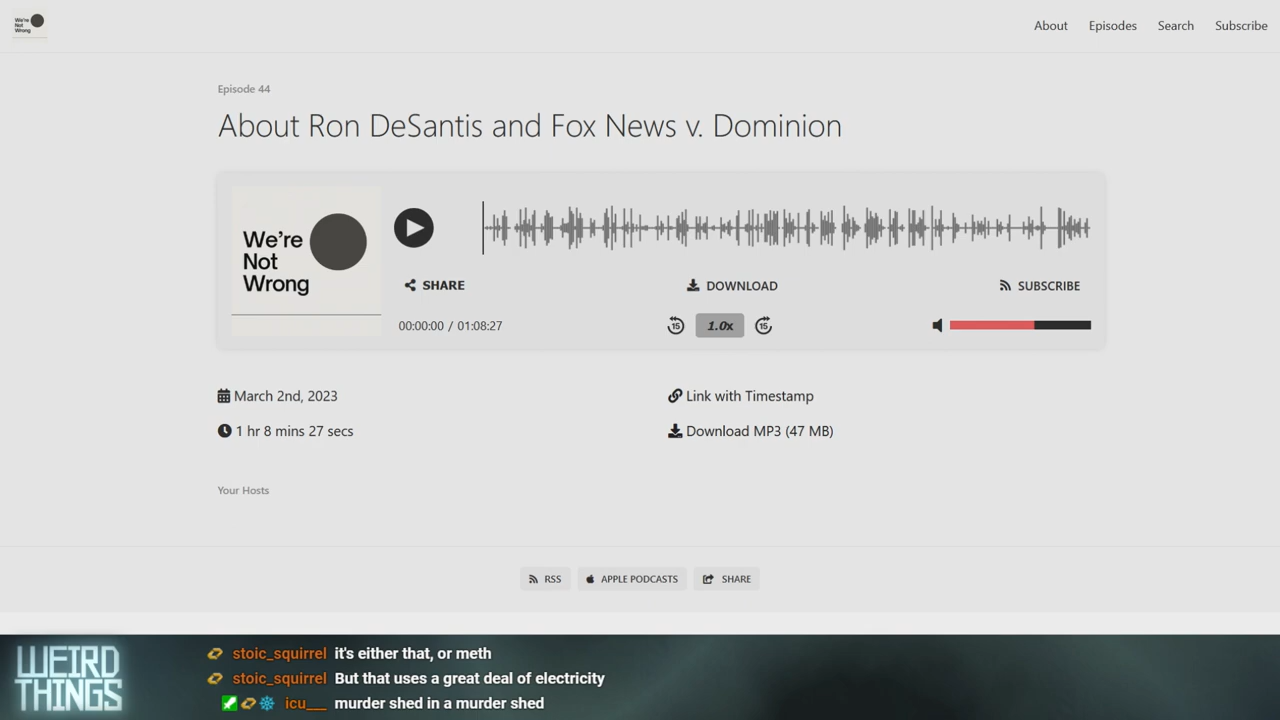 We're
Not
Wrong
About
Episodes
Search
Subscribe
Episode 44
About Ron DeSantis and Fox News v. Dominion
We're
Not
Wrong
SHARE
DOWNLOAD
SUBSCRIBE
00:00:00 / 01:08:27
15
1.0x
15
March 2nd, 2023
Link with Timestamp
1 hr 8 mins 27 secs
Download MP3 (47 MB)
Your Hosts
RSS
APPLE PODCASTS
SHARE
WEIRD
THINGS
stoic_squirrel it's either that, or meth
stoic_squirrel But that uses a great deal of electricity
icu___ murder shed in a murder shed